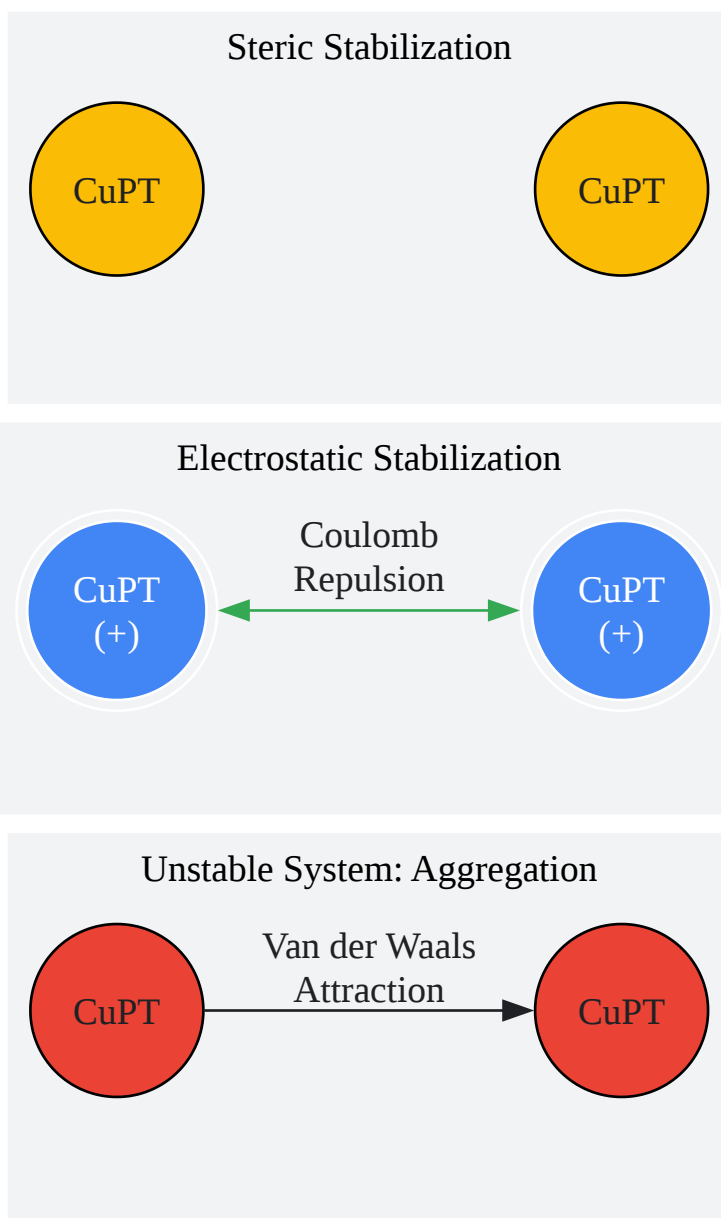 Steric Stabilization
CuPT
CuPT
Electrostatic Stabilization
Coulomb
Repulsion
CuPT
(+)
CuPT
(+)
Unstable System: Aggregation
Van der Waals
Attraction
CuPT
CuPT